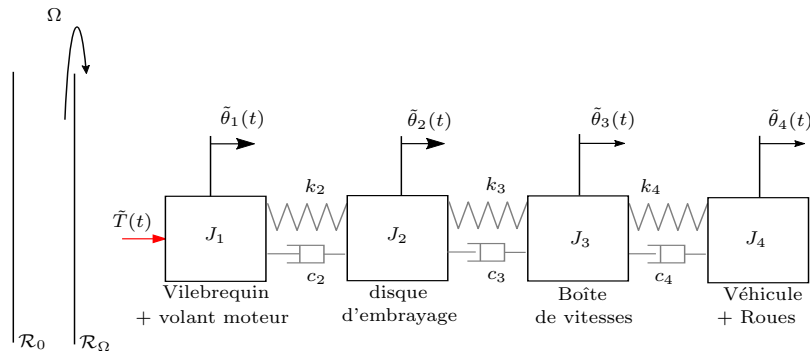 Ω
θ̃₁(t)
θ̃₂(t)
θ̃₃(t)
θ̃₄(t)
k₂
k₃
k₄
T̃(t)
J₁
J₂
J₃
J₄
c₂
c₃
c₄
Vilebrequin
+ volant moteur
disque
d'embrayage
Boîte
de vitesses
Véhicule
+ Roues
ℛ₀
ℛ_Ω